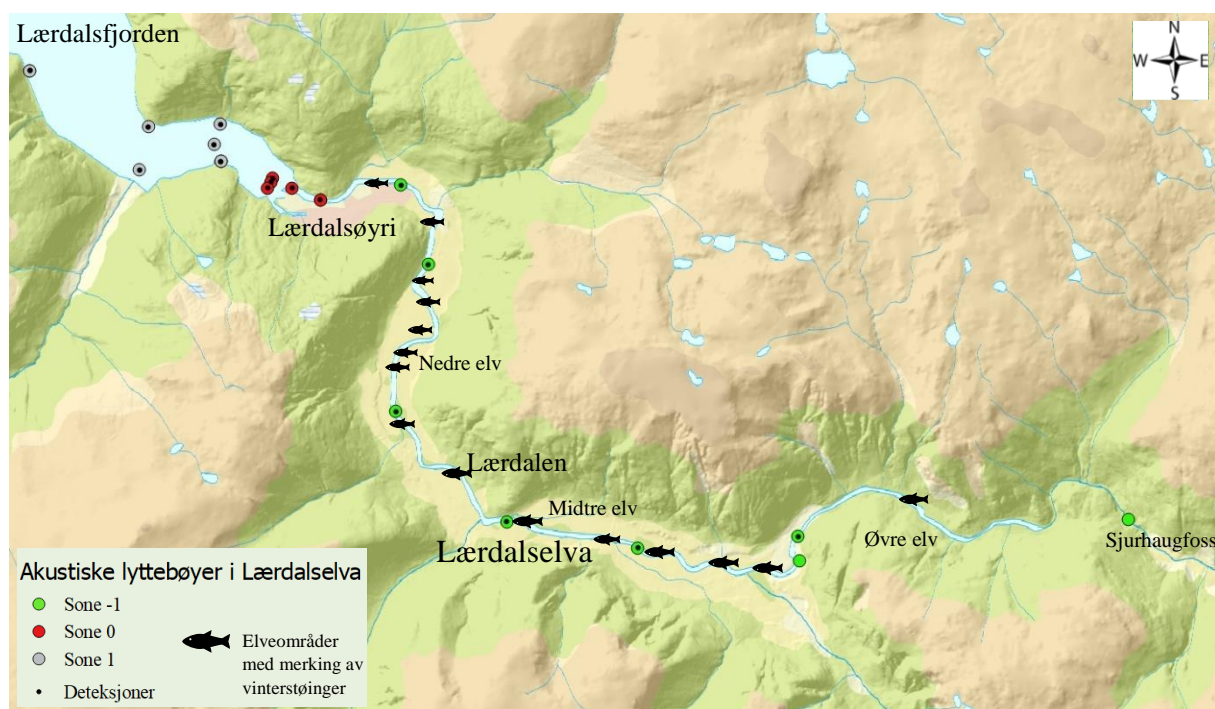 Lærdalsfjorden
N
W E
S
Lærdalsøyri
Nedre elv
Lærdalen
Midtre elv
Lærdalselva
Øvre elv
Sjurhaugfoss
Akustiske lyttebøyer i Lærdalselva
Sone -1
Sone 0
Sone 1
Deteksjoner
Elveområder
med merking av
vinterstøinger